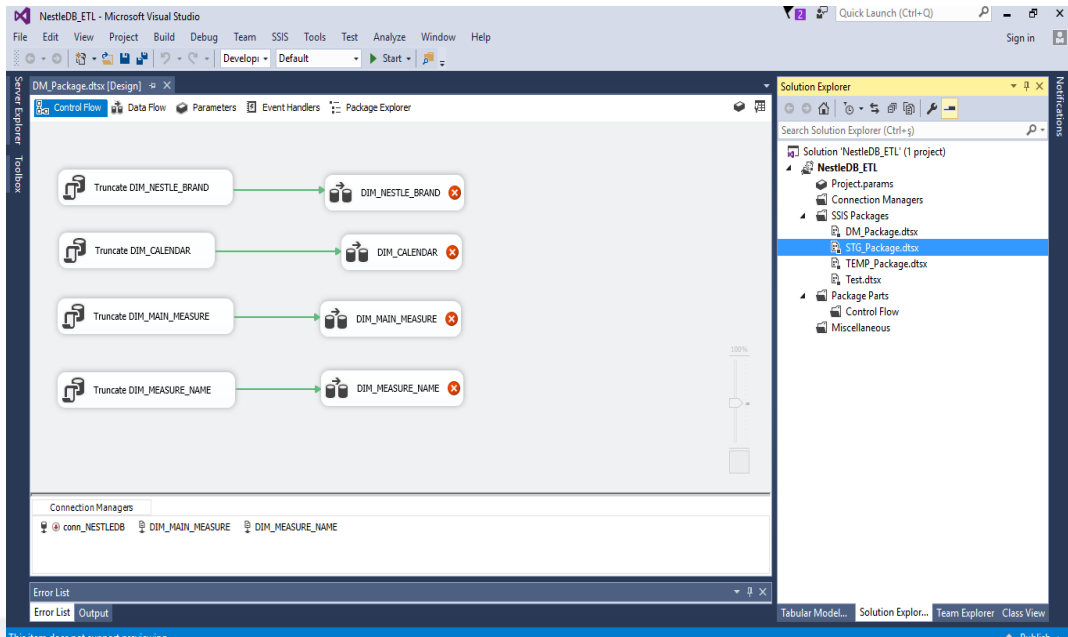 NestleDB_ETL - Microsoft Visual Studio
2
Quick Launch (Ctrl+Q)
File Edit View Project Build Debug Team SSIS Tools Test Analyze Window Help
Sign in
Developı Default Start
Server Explorer
Toolbox
DM_Package.dtsx [Design]
Control Flow Data Flow Parameters Event Handlers Package Explorer
Truncate DIM_NESTLE_BRAND
DIM_NESTLE_BRAND
Truncate DIM_CALENDAR
DIM_CALENDAR
Truncate DIM_MAIN_MEASURE
DIM_MAIN_MEASURE
Truncate DIM_MEASURE_NAME
DIM_MEASURE_NAME
100%
Connection Managers
conn_NESTLEDB DIM_MAIN_MEASURE DIM_MEASURE_NAME
Error List
Error List Output
Solution Explorer
Search Solution Explorer (Ctrl+ş)
Solution 'NestleDB_ETL' (1 project)
NestleDB_ETL
Project.params
Connection Managers
SSIS Packages
DM_Package.dtsx
STG_Package.dtsx
TEMP_Package.dtsx
Test.dtsx
Package Parts
Control Flow
Miscellaneous
Tabular Model... Solution Explor... Team Explorer Class View
Notifications
This item does not support previewing
Publish